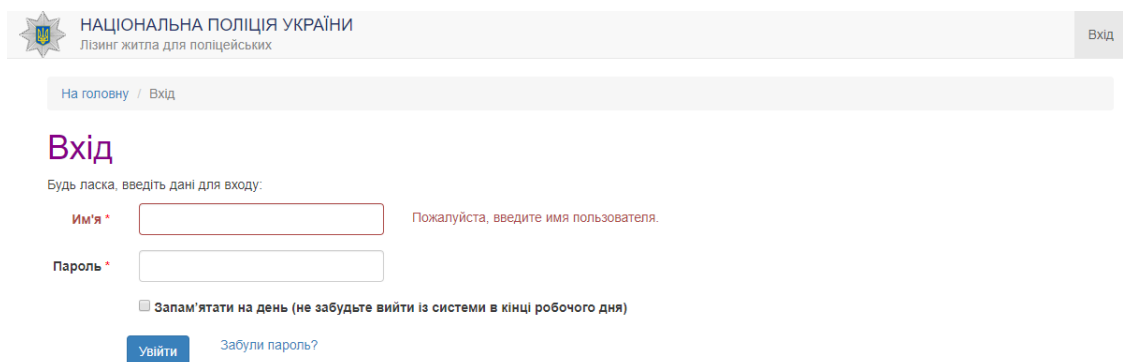 НАЦІОНАЛЬНА ПОЛІЦІЯ УКРАЇНИ
Лізинг житла для поліцейських
Вхід
На головну / Вхід
Вхід
Будь ласка, введіть дані для входу:
Им'я *
Пожалуйста, введите имя пользователя.
Пароль *
Запам'ятати на день (не забудьте вийти із системи в кінці робочого дня)
Увійти
Забули пароль?